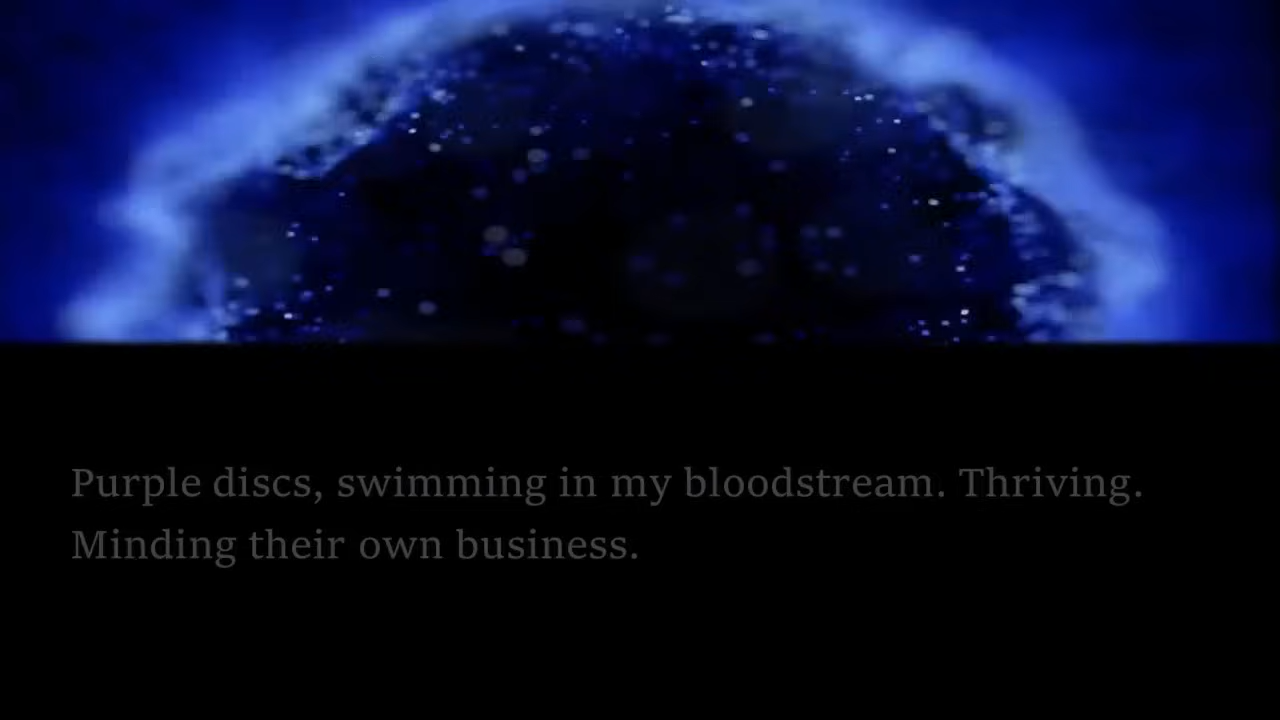 Purple discs, swimming in my bloodstream. Thriving.
Minding their own business.